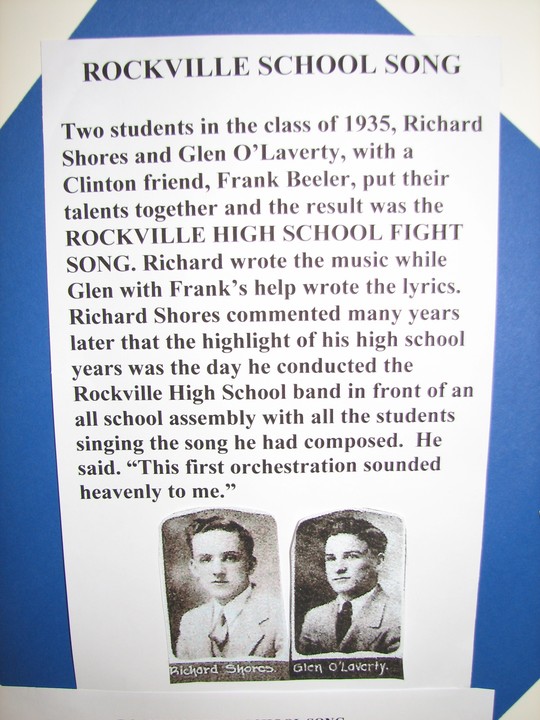 ROCKVILLE SCHOOL SONG
Two students in the class of 1935, Richard
Shores and Glen O'Laverty, with a
Clinton friend, Frank Beeler, put their
talents together and the result was the
ROCKVILLE HIGH SCHOOL FIGHT
SONG. Richard wrote the music while
Glen with Frank's help wrote the lyrics.
Richard Shores commented many years
later that the highlight of his high school
years was the day he conducted the
Rockville High School band in front of an
all school assembly with all the students
singing the song he had composed.  He
said. “This first orchestration sounded
heavenly to me.”
Richard Shores. Glen O'Laverty.